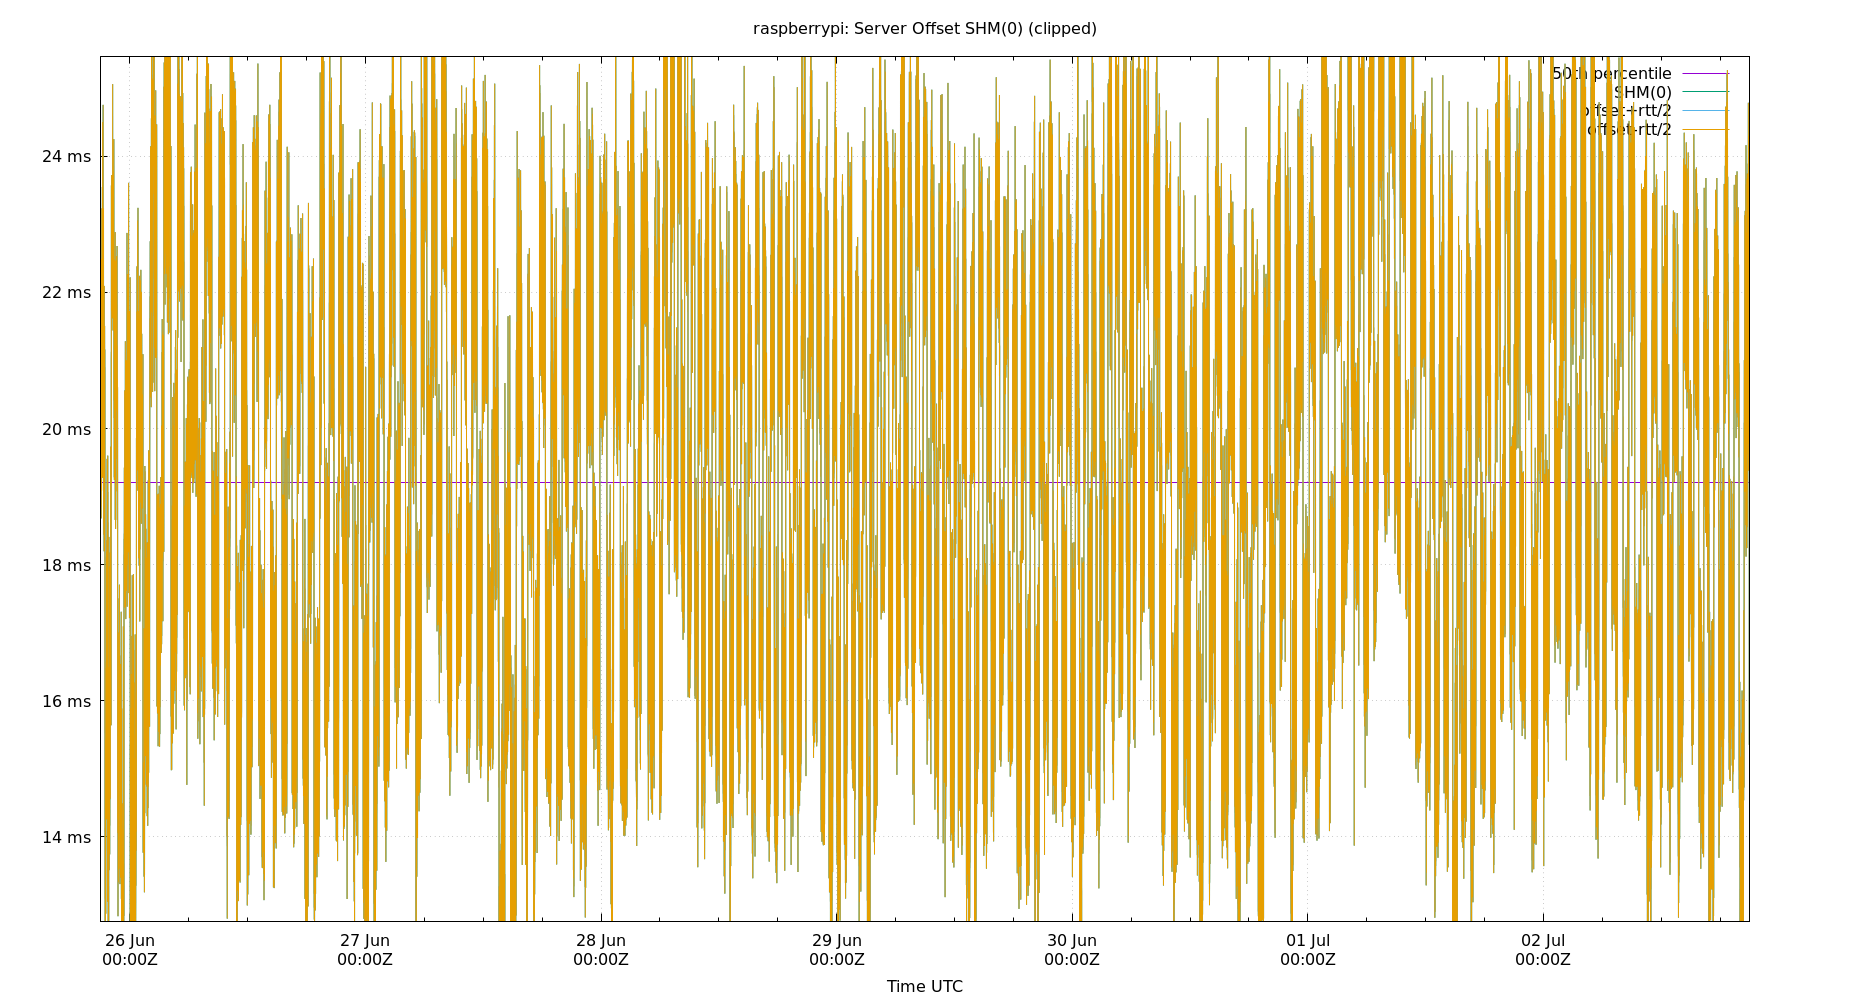 raspberrypi: Server Offset SHM(0) (clipped)
50th percentile
SHM(0)
offset+rtt/2
offset-rtt/2
24 ms
22 ms
20 ms
18 ms
16 ms
14 ms
26 Jun 27 Jun 28 Jun 29 Jun 30 Jun 01 Jul 02 Jul
00:00Z 00:00Z 00:00Z 00:00Z 00:00Z 00:00Z 00:00Z
Time UTC